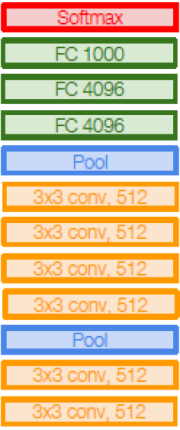 Softmax
FC 1000
FC 4096
FC 4096
Pool
3x3 conv, 512
3x3 conv, 512
3x3 conv, 512
3x3 conv, 512
Pool
3x3 conv, 512
3x3 conv, 512